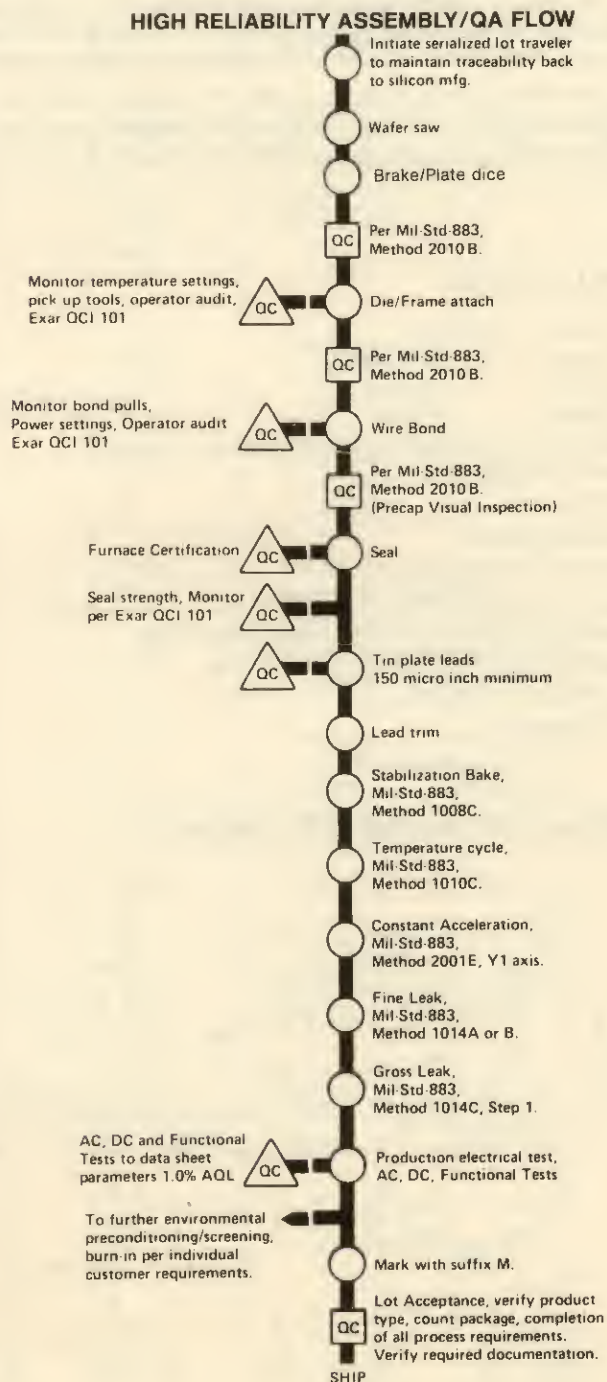 HIGH RELIABILITY ASSEMBLY/QA FLOW
Initiate serialized lot traveler
to maintain traceability back
to silicon mfg.
Wafer saw
Brake/Plate dice
QC
Per Mil-Std-883,
Method 2010 B.
Monitor temperature settings,
pick up tools, operator audit,
Exar QCI 101
QC
Die/Frame attach
QC
Per Mil-Std-883,
Method 2010 B.
Monitor bond pulls,
Power settings, Operator audit
Exar QCI 101
QC
Wire Bond
QC
Per Mil-Std-883,
Method 2010 B.
(Precap Visual Inspection)
Furnace Certification
QC
Seal
Seal strength, Monitor
per Exar QCI 101
QC
QC
Tin plate leads
150 micro inch minimum
Lead trim
Stabilization Bake,
Mil-Std-883,
Method 1008C.
Temperature cycle,
Mil-Std-883,
Method 1010C.
Constant Acceleration,
Mil-Std-883,
Method 2001E, Y1 axis.
Fine Leak,
Mil-Std-883,
Method 1014A or B.
Gross Leak,
Mil-Std-883,
Method 1014C, Step 1.
AC, DC and Functional
Tests to data sheet
parameters 1.0% AQL
QC
Production electrical test,
AC, DC, Functional Tests
To further environmental
preconditioning/screening,
burn-in per individual
customer requirements.
Mark with suffix M.
QC
Lot Acceptance, verify product
type, count package, completion
of all process requirements.
Verify required documentation.
SHIP